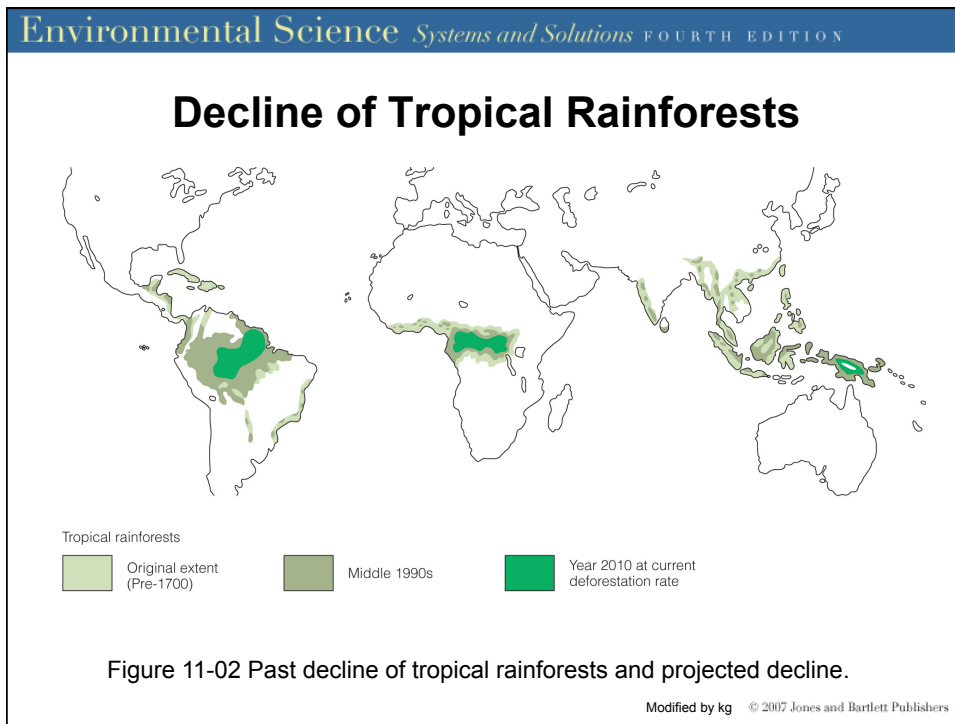 Environmental Science Systems and Solutions FOURTH EDITION
Decline of Tropical Rainforests
Tropical rainforests
Original extent
(Pre-1700)
Middle 1990s
Year 2010 at current
deforestation rate
Figure 11-02 Past decline of tropical rainforests and projected decline.
Modified by kg © 2007 Jones and Bartlett Publishers